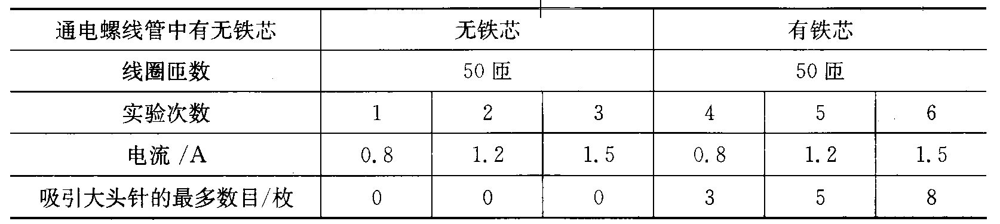 通电螺线管中有无铁芯 无铁芯 有铁芯
线圈匝数 50 匝 50 匝
实验次数 1 2 3 4 5 6
电流 /A 0.8 1.2 1.5 0.8 1.2 1.5
吸引大头针的最多数目/枚 0 0 0 3 5 8